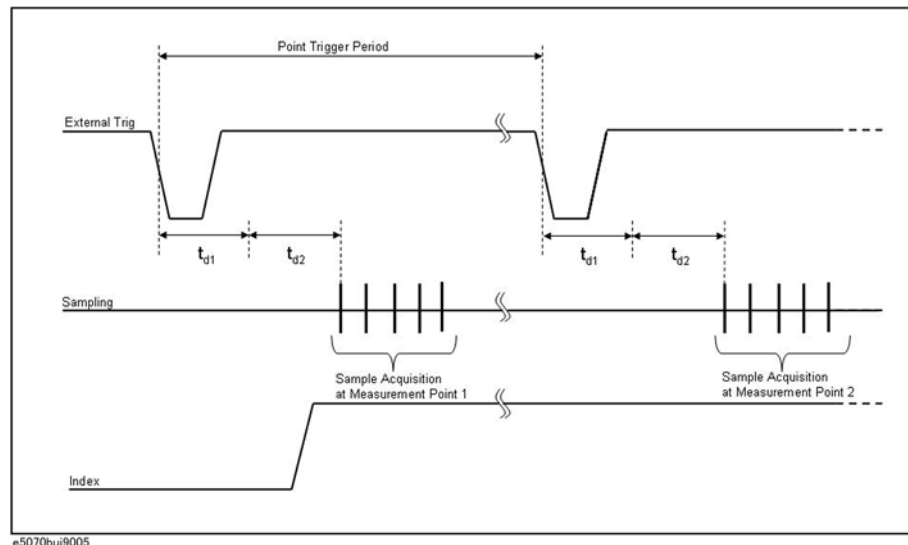 Point Trigger Period
External Trig
td1 td2 td1 td2
Sampling
Sample Acquisition
at Measurement Point 1
Sample Acquisition
at Measurement Point 2
Index
e5070buj9005